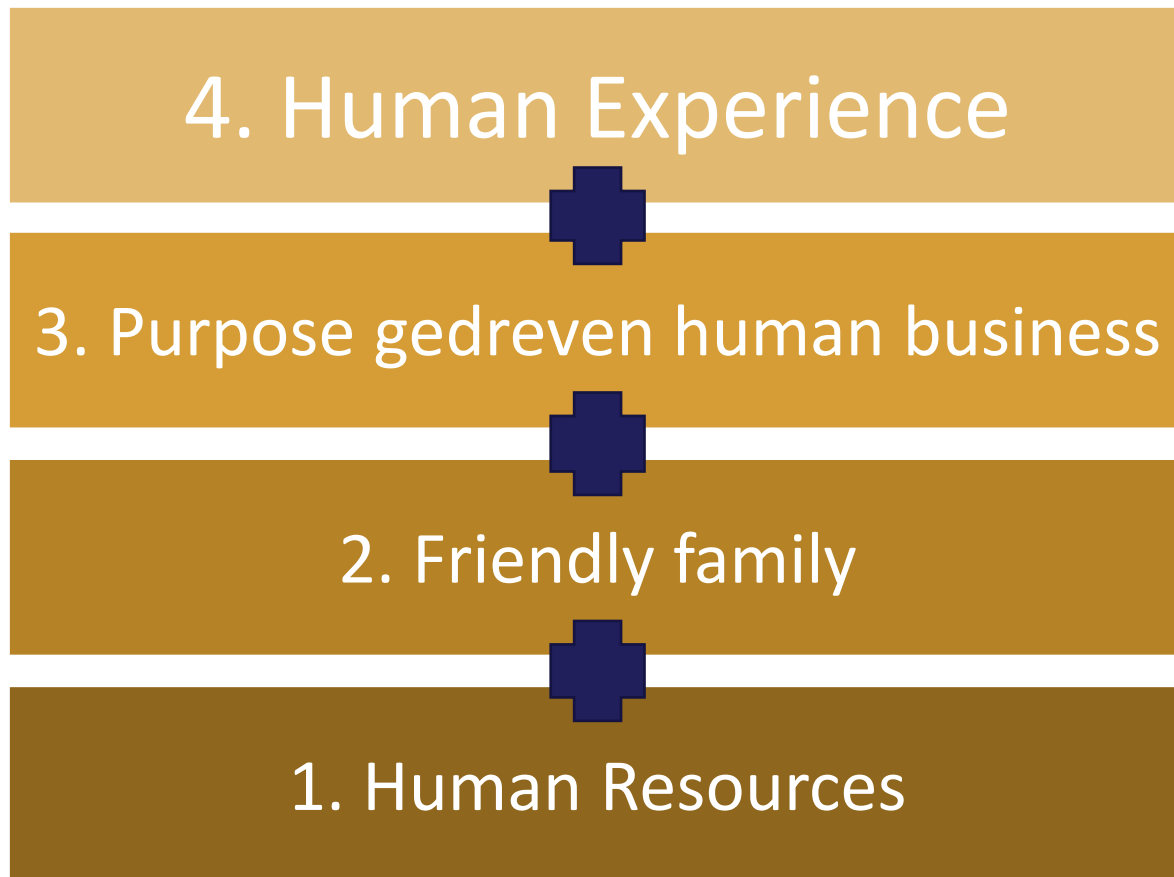 4. Human Experience
3. Purpose gedreven human business
2. Friendly family
1. Human Resources